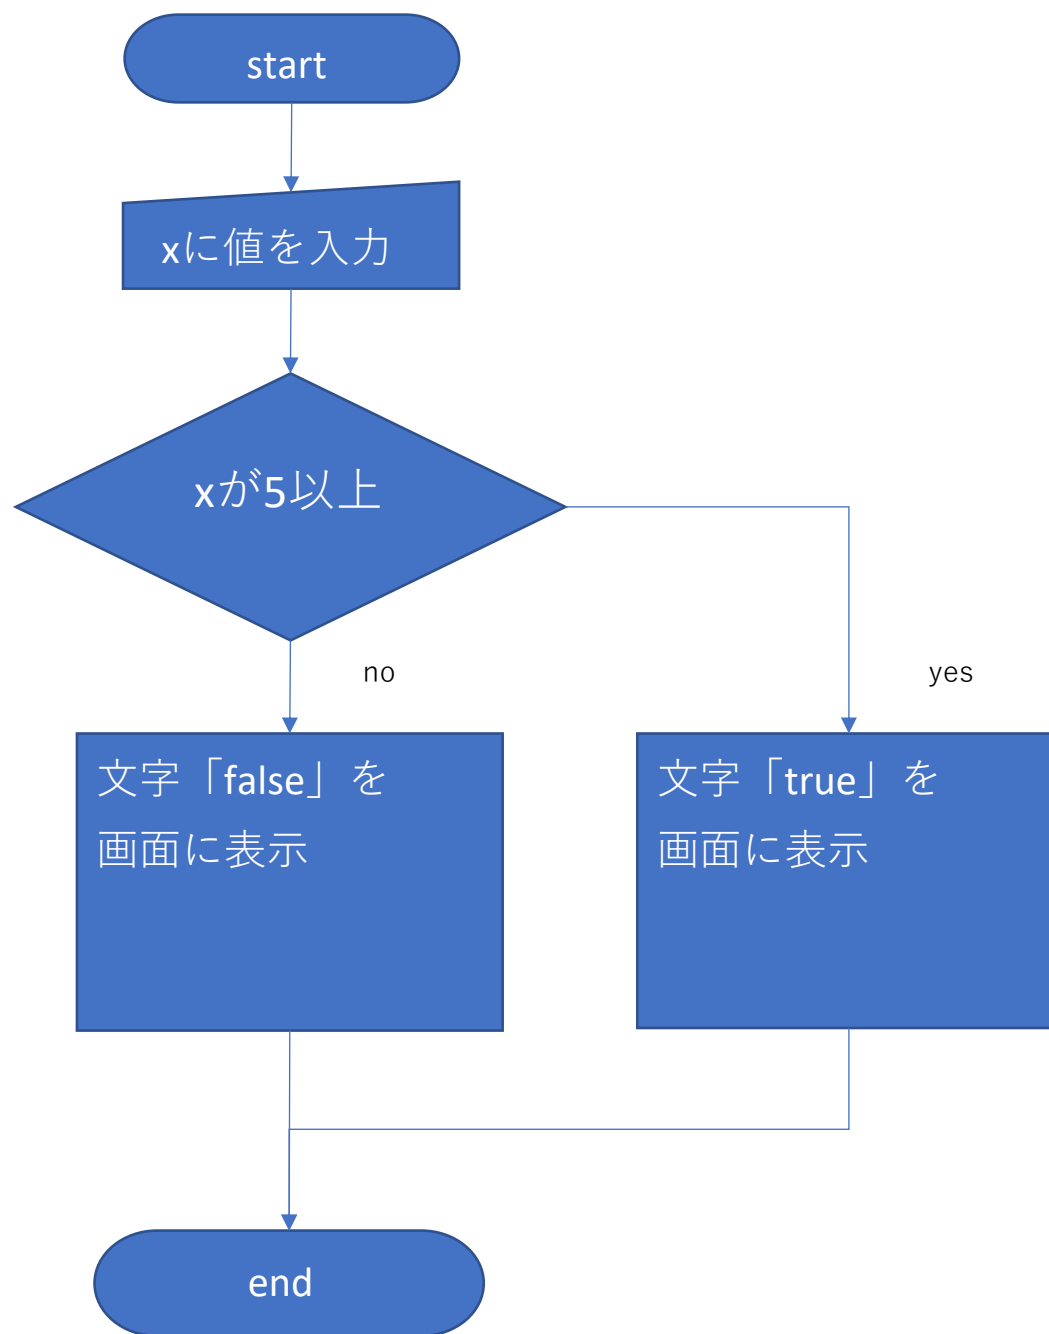 start
xに値を入力
xが5以上
no
yes
文字「false」を
画面に表示
文字「true」を
画面に表示
end